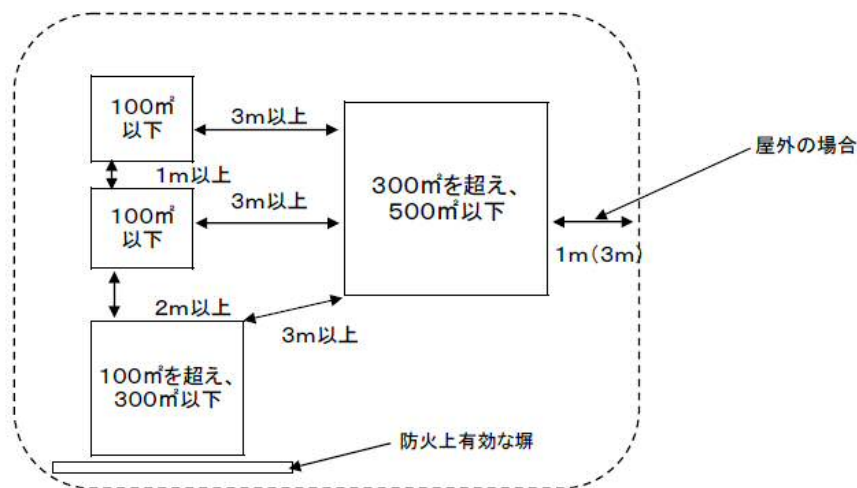 100㎡
以下
3m以上
屋外の場合
1m以上
300㎡を超え、
500㎡以下
100㎡
以下
3m以上
1m(3m)
2m以上
3m以上
100㎡を超え、
300㎡以下
防火上有効な塀